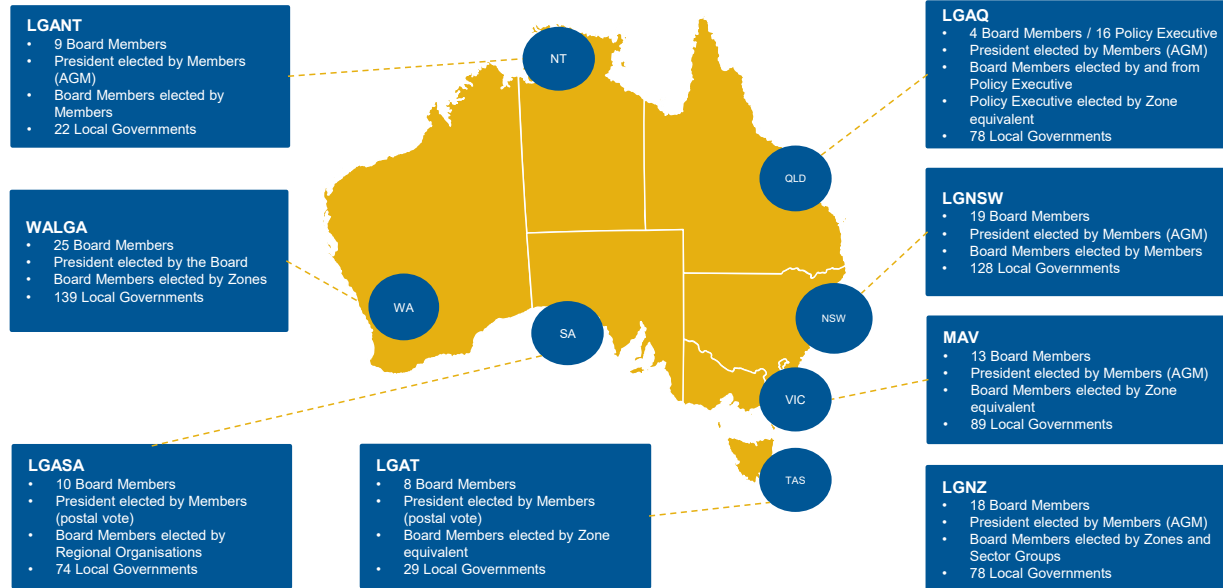 LGANT
• 9 Board Members
• President elected by Members
(AGM)
• Board Members elected by
Members
• 22 Local Governments
WALGA
• 25 Board Members
• President elected by the Board
• Board Members elected by Zones
• 139 Local Governments
LGASA
• 10 Board Members
• President elected by Members
(postal vote)
• Board Members elected by
Regional Organisations
• 74 Local Governments
LGAT
• 8 Board Members
• President elected by Members
(postal vote)
• Board Members elected by Zone
equivalent
• 29 Local Governments
NT
QLD
WA
SA
NSW
VIC
TAS
LGAQ
• 4 Board Members / 16 Policy Executive
• President elected by Members (AGM)
• Board Members elected by and from
Policy Executive
• Policy Executive elected by Zone
equivalent
• 78 Local Governments
LGNSW
• 19 Board Members
• President elected by Members (AGM)
• Board Members elected by Members
• 128 Local Governments
MAV
• 13 Board Members
• President elected by Members (AGM)
• Board Members elected by Zone
equivalent
• 89 Local Governments
LGNZ
• 18 Board Members
• President elected by Members (AGM)
• Board Members elected by Zones and
Sector Groups
• 78 Local Governments